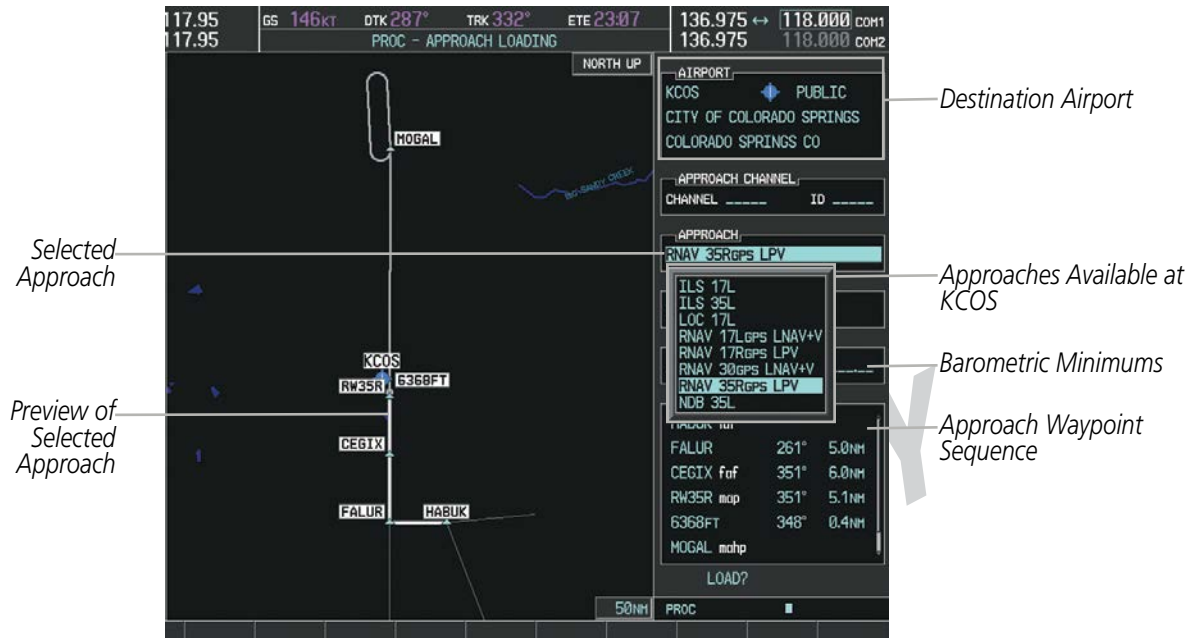 117.95
117.95
GS 146KT DTK 287° TRK 332° ETE 23:07
PROC - APPROACH LOADING
136.975 ↔ 118.000 COM1
136.975 118.000 COM2
NORTH UP
MOGAL
BIG SANDY CREEK
KCOS
RW35R
6368FT
CEGIX
FALUR
HABUK
50NM
AIRPORT
KCOS PUBLIC
CITY OF COLORADO SPRINGS
COLORADO SPRINGS CO
APPROACH CHANNEL
CHANNEL _____ ID _____
APPROACH
RNAV 35RGPS LPV
ILS 17L
ILS 35L
LOC 17L
RNAV 17LGPS LNAV+V
RNAV 17RGPS LPV
RNAV 30GPS LNAV+V
RNAV 35RGPS LPV
NDB 35L
HABUK iaf
FALUR 261° 5.0NM
CEGIX faf 351° 6.0NM
RW35R map 351° 5.1NM
6368FT 348° 0.4NM
MOGAL mahp
LOAD?
PROC
Selected
Approach
Preview of
Selected
Approach
Destination Airport
Approaches Available at
KCOS
Barometric Minimums
Approach Waypoint
Sequence
Y